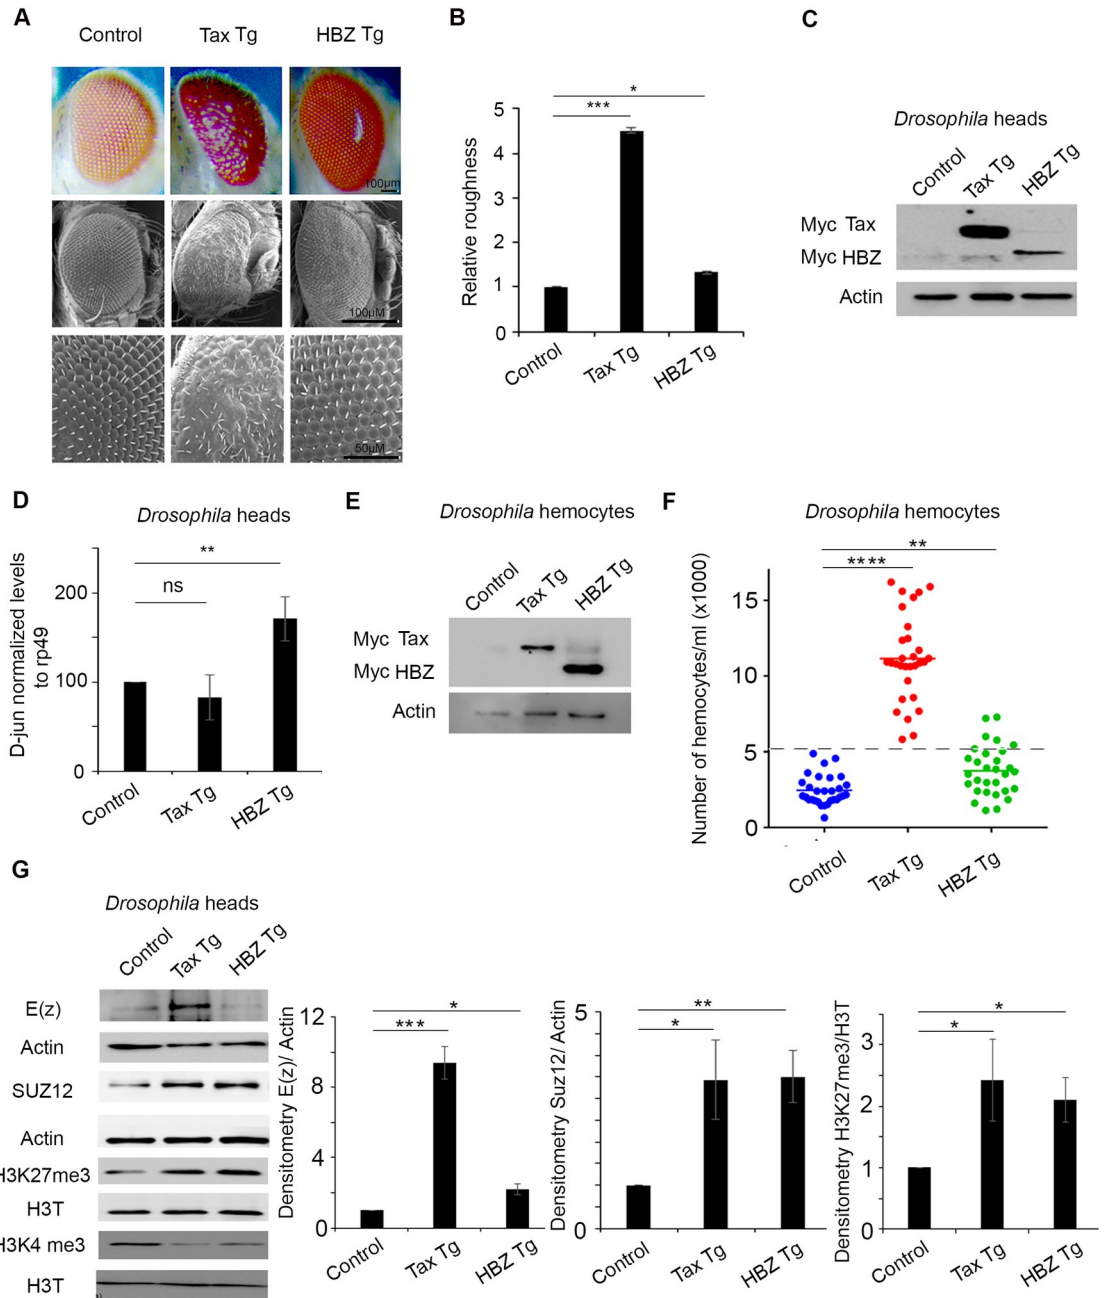 A
Control
Tax Tg
HBZ Tg
100μm
100μM
50μM
B
*
***
Relative roughness
5
4
3
2
1
0
Control
Tax Tg
HBZ Tg
C
Drosophila heads
Control
Tax Tg
HBZ Tg
Myc Tax
Myc HBZ
Actin
D
Drosophila heads
**
ns
D-jun normalized levels
to rp49
200
100
0
Control
Tax Tg
HBZ Tg
E
Drosophila hemocytes
Control
Tax Tg
HBZ Tg
Myc Tax
Myc HBZ
Actin
F
Drosophila hemocytes
**
****
Number of hemocytes/ml (x1000)
15
10
5
0
Control
Tax Tg
HBZ Tg
G
Drosophila heads
Control
Tax Tg
HBZ Tg
E(z)
Actin
SUZ12
Actin
H3K27me3
H3T
H3K4 me3
H3T
Densitometry E(z)/ Actin
12
8
4
0
*
***
Control
Tax Tg
HBZ Tg
Densitometry Suz12/ Actin
5
0
**
*
Control
Tax Tg
HBZ Tg
Densitometry H3K27me3/H3T
3
2
1
0
*
*
Control
Tax Tg
HBZ Tg